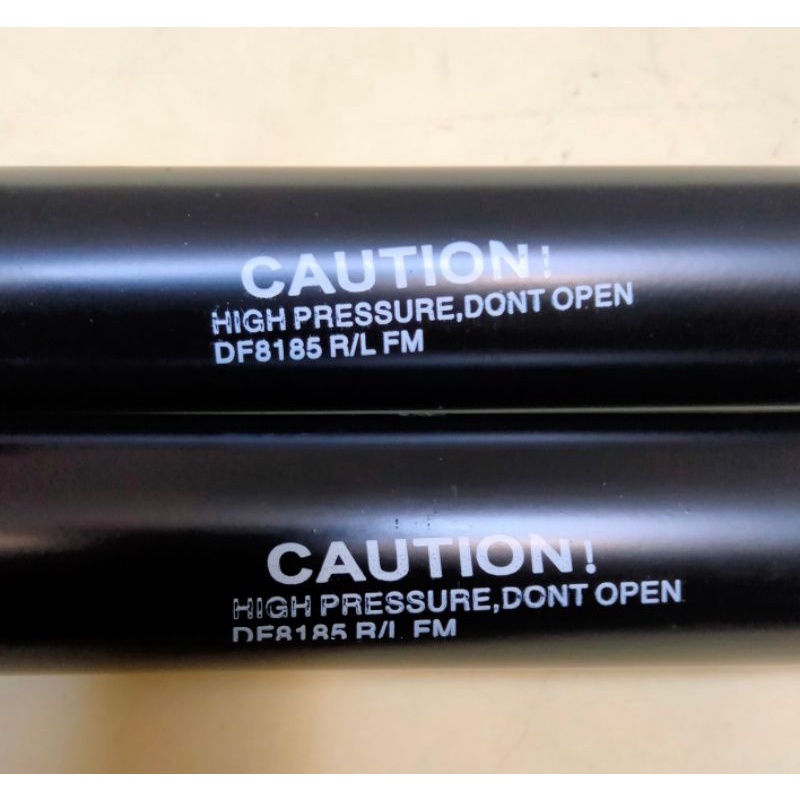 CAUTION!
HIGH PRESSURE,DONT OPEN
DF8185 R/L FM
CAUTION!
HIGH PRESSURE,DONT OPEN
DF8185 R/L FM